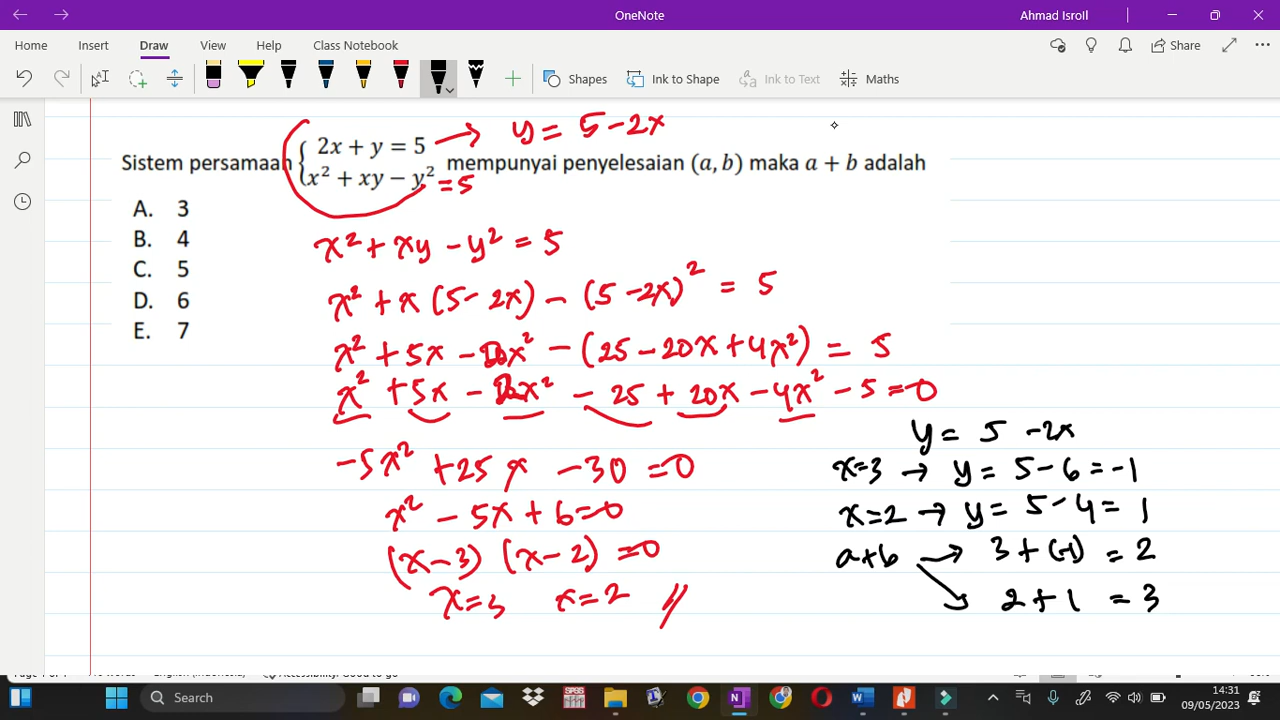 OneNote
Ahmad Isroll
Home Insert Draw View Help Class Notebook Share
Shapes Ink to Shape Ink to Text Maths
Sistem persamaan { 2x + y = 5 → y = 5 - 2x
x² + xy − y² = 5 mempunyai penyelesaian (a, b) maka a + b adalah
A. 3
B. 4
C. 5
D. 6
E. 7
x² + xy - y² = 5
x² + x (5 - 2x) - (5 - 2x)² = 5
x² + 5x - 2x² - (25 - 20x + 4x²) = 5
x² + 5x - 2x² - 25 + 20x - 4x² - 5 = 0
-5x² + 25x - 30 = 0
x² - 5x + 6 = 0
(x - 3) (x - 2) = 0
x = 3 x = 2 //
y = 5 - 2x
x = 3 → y = 5 - 6 = -1
x = 2 → y = 5 - 4 = 1
a + b → 3 + (-1) = 2
→ 2 + 1 = 3
Search
14:31
09/05/2023